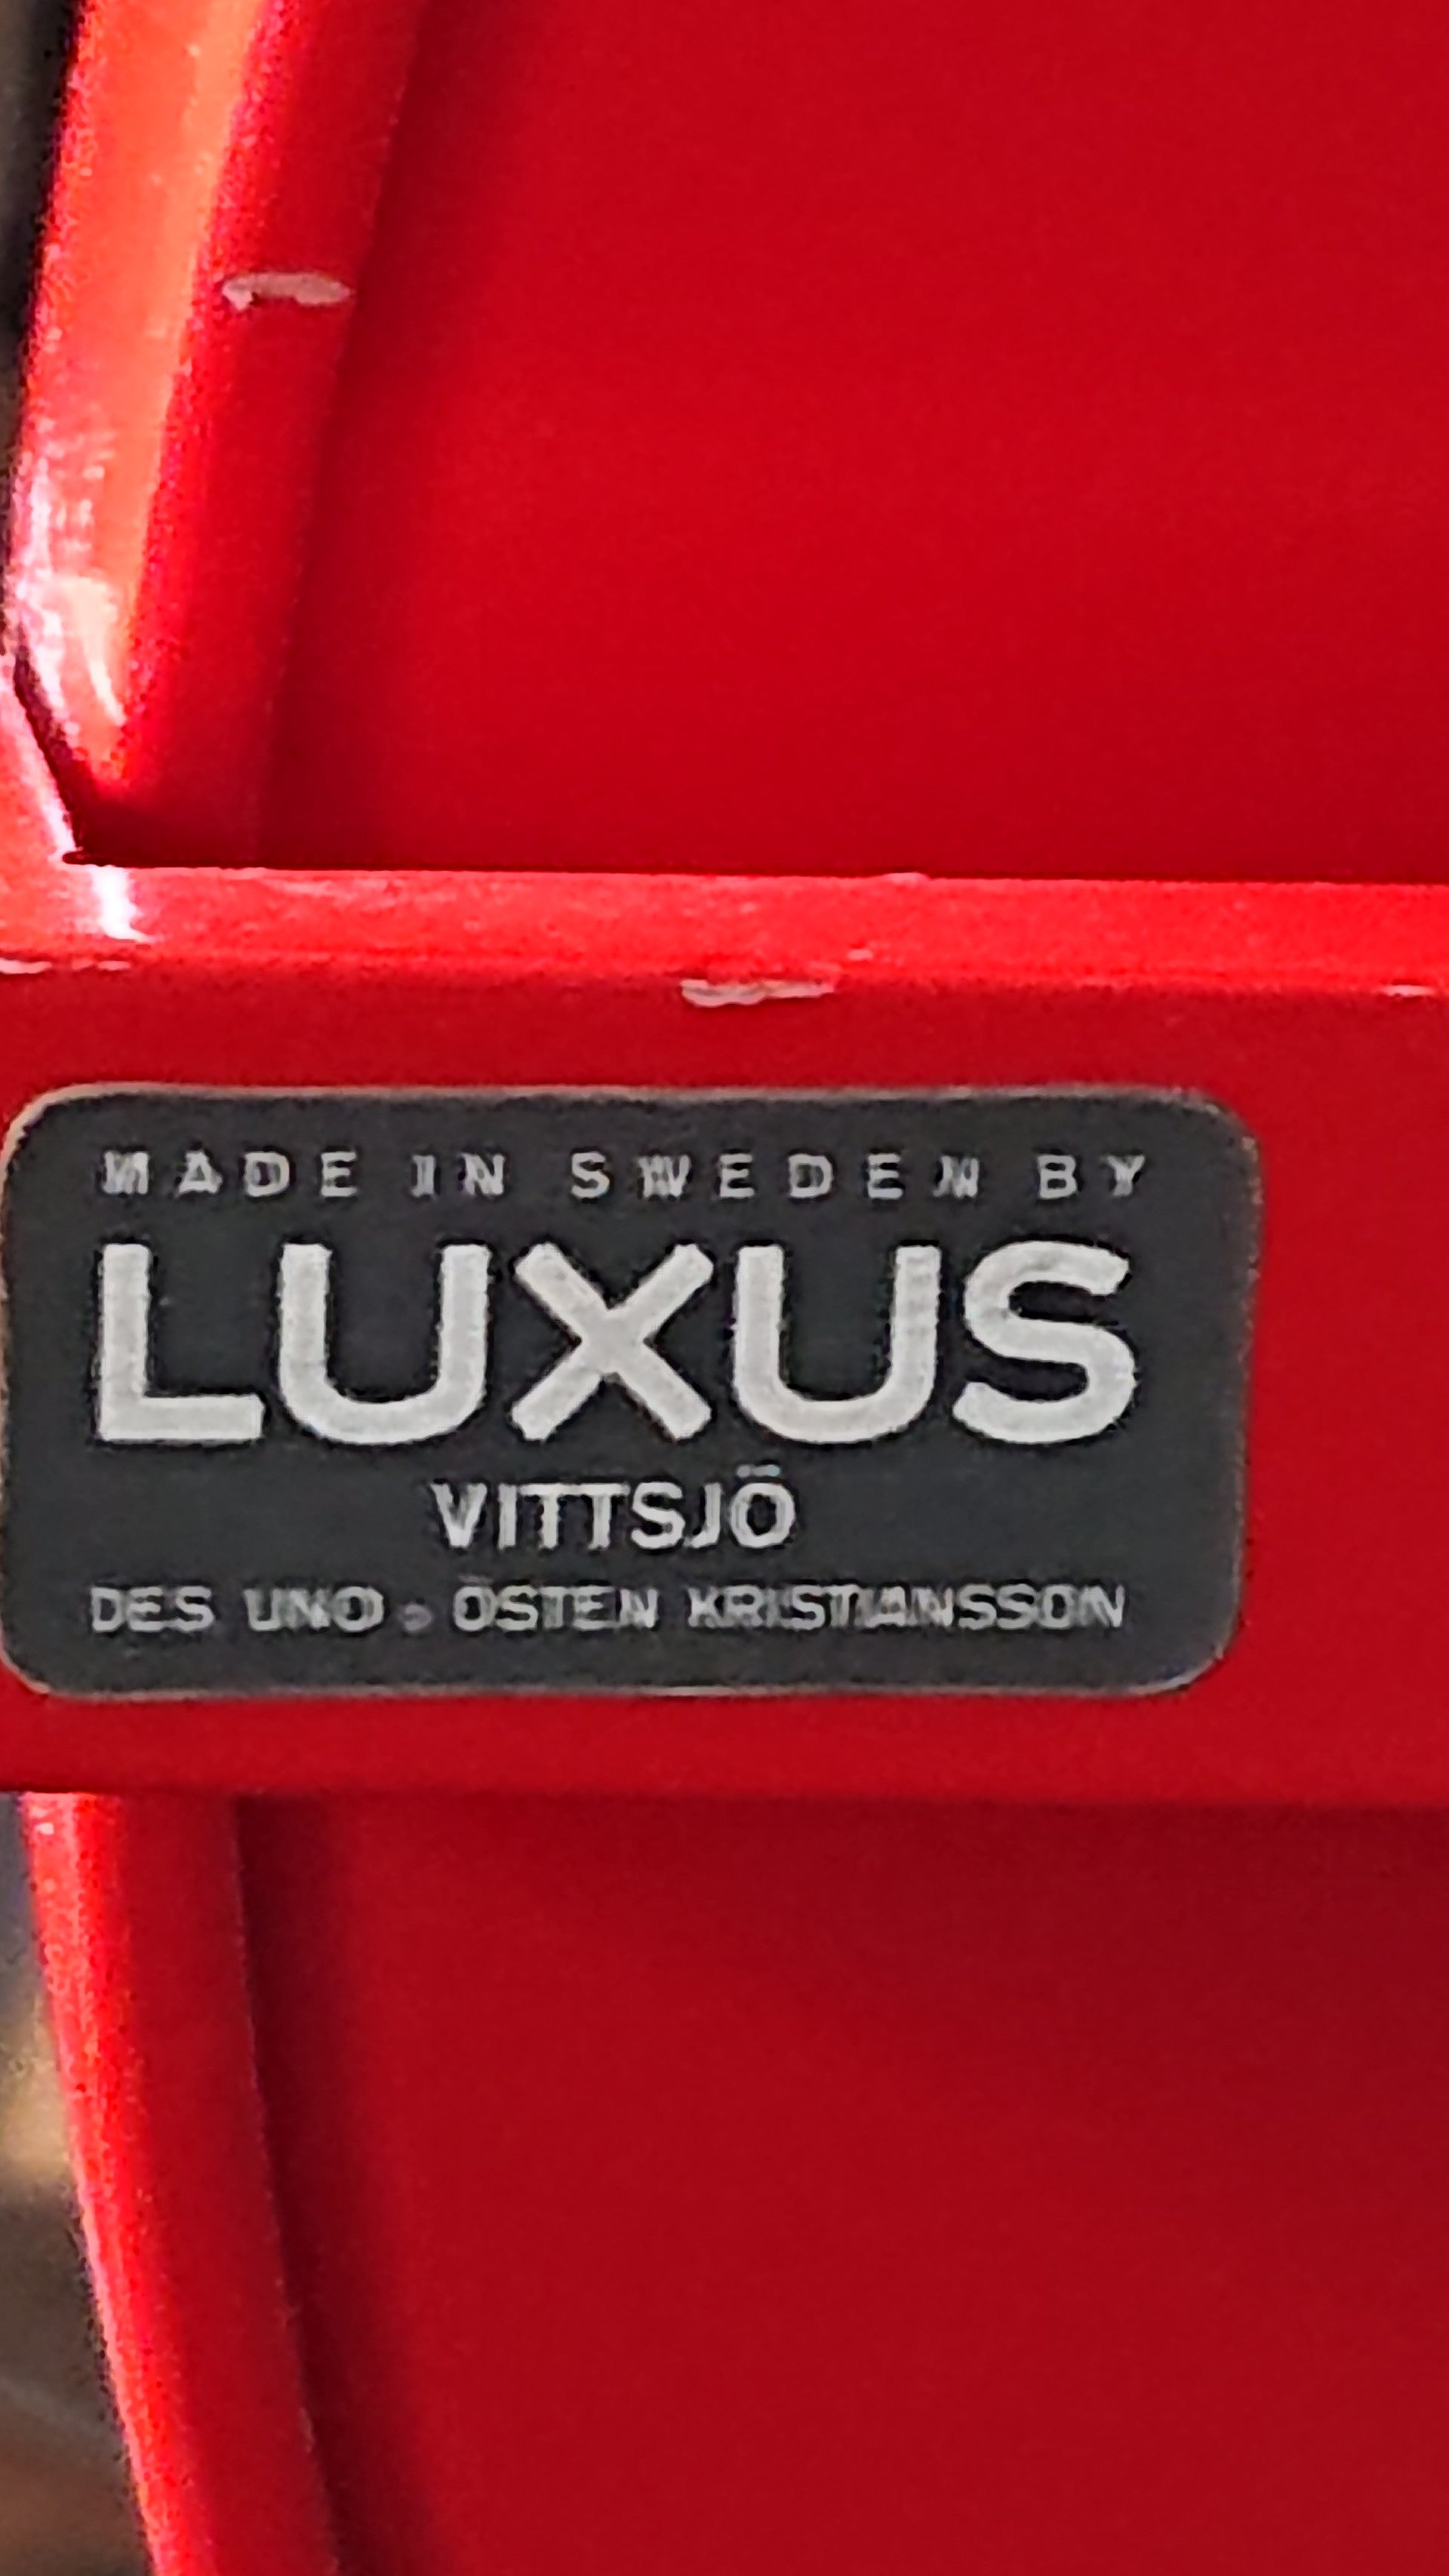 MADE IN SWEDEN BY
LUXUS
VITTSJÖ
DES UNO & ÖSTEN KRISTIANSSON